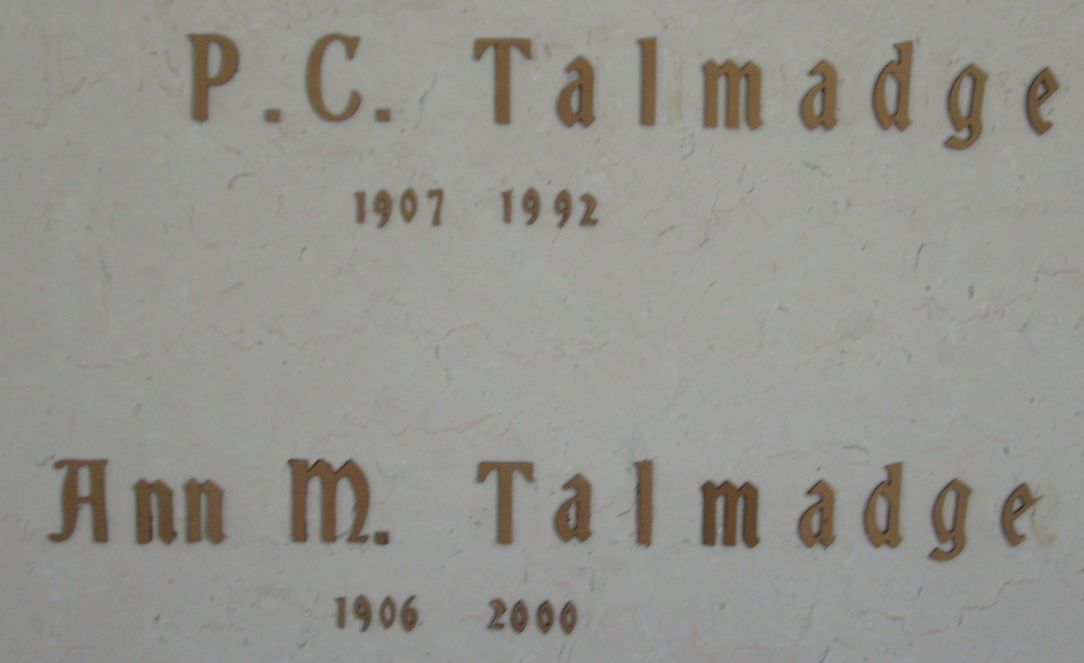 P.C. Talmadge
1907 1992
Ann M. Talmadge
1906 2000